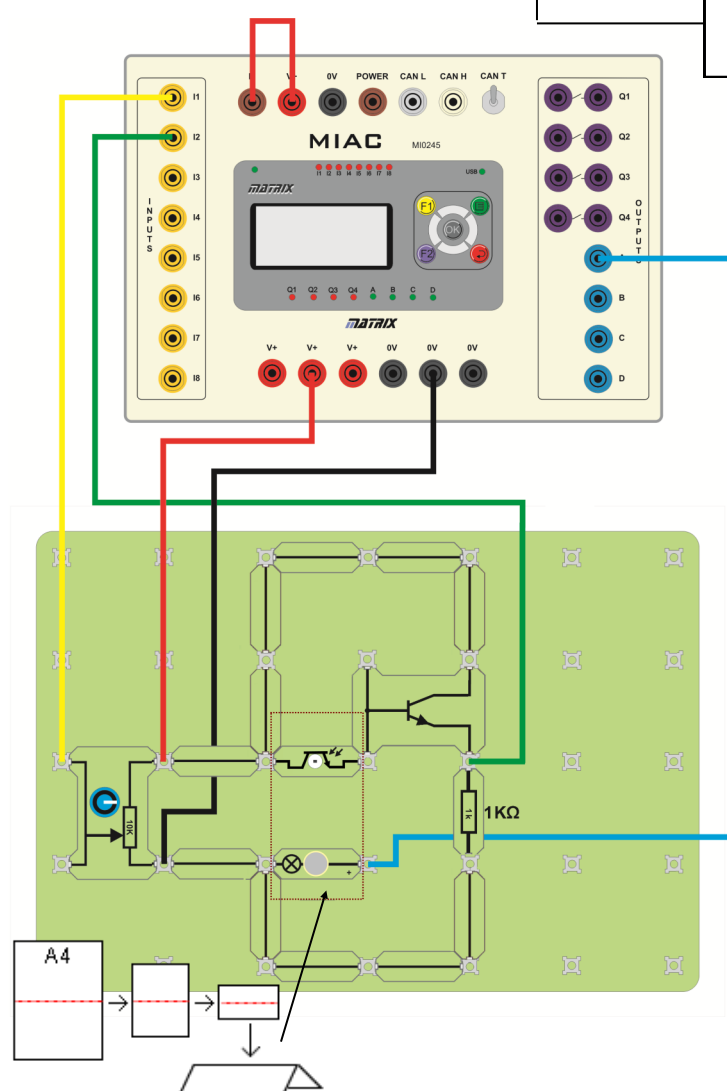 0V POWER CAN L CAN H CAN T
I1
I2
I3
I4
I5
I6
I7
I8
INPUTS
MIAC
MI0245
I1 I2 I3 I4 I5 I6 I7 I8
USB
MATRIX
F1
OK
F2
Q1 Q2 Q3 Q4 A B C D
MATRIX
V+ V+ V+ 0V 0V 0V
Q1
Q2
Q3
Q4
B
C
D
OUTPUTS
10K
1k
1KΩ
+
A4